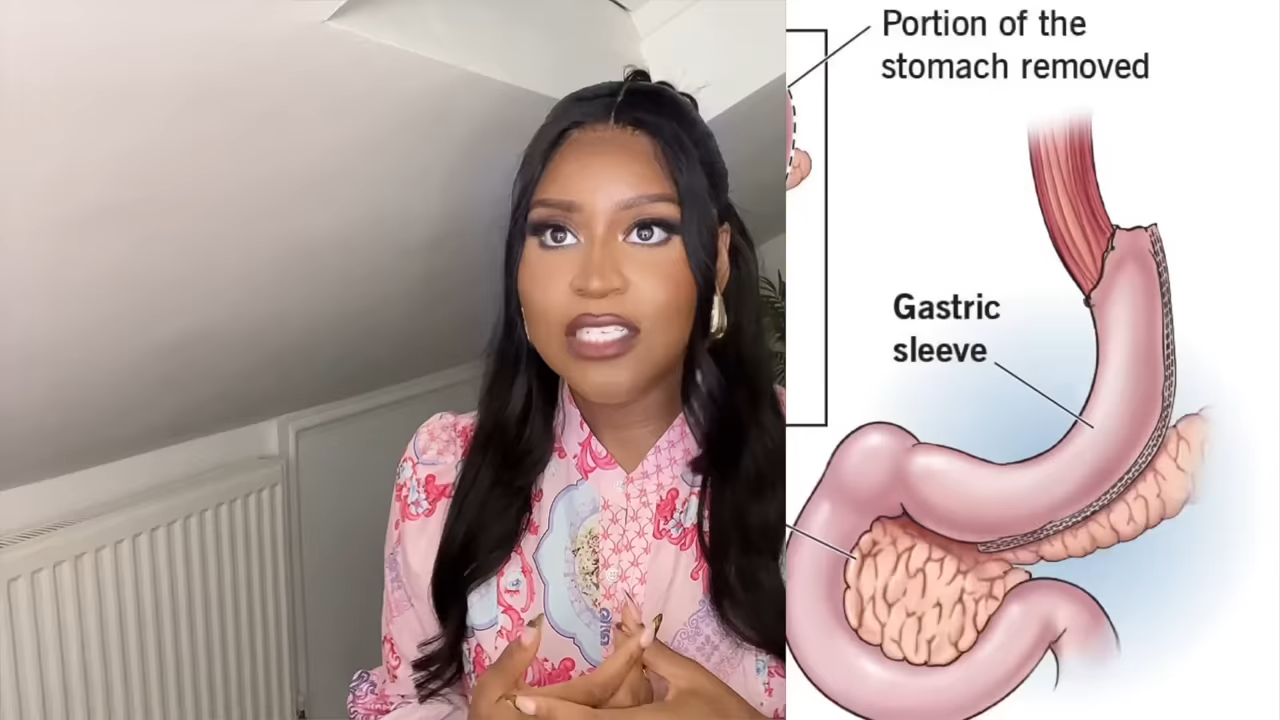 Portion of the
stomach removed
Gastric
sleeve